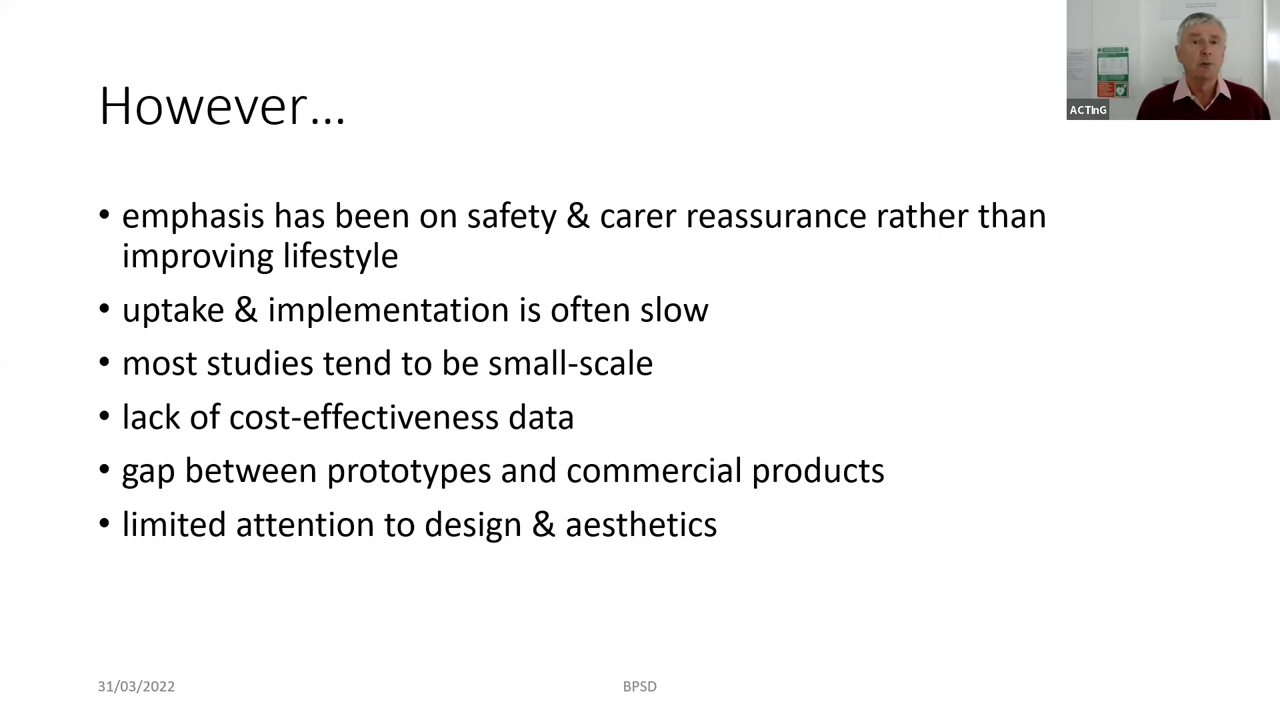 However...
ACTInG
• emphasis has been on safety & carer reassurance rather than
improving lifestyle
• uptake & implementation is often slow
• most studies tend to be small-scale
• lack of cost-effectiveness data
• gap between prototypes and commercial products
• limited attention to design & aesthetics
31/03/2022
BPSD